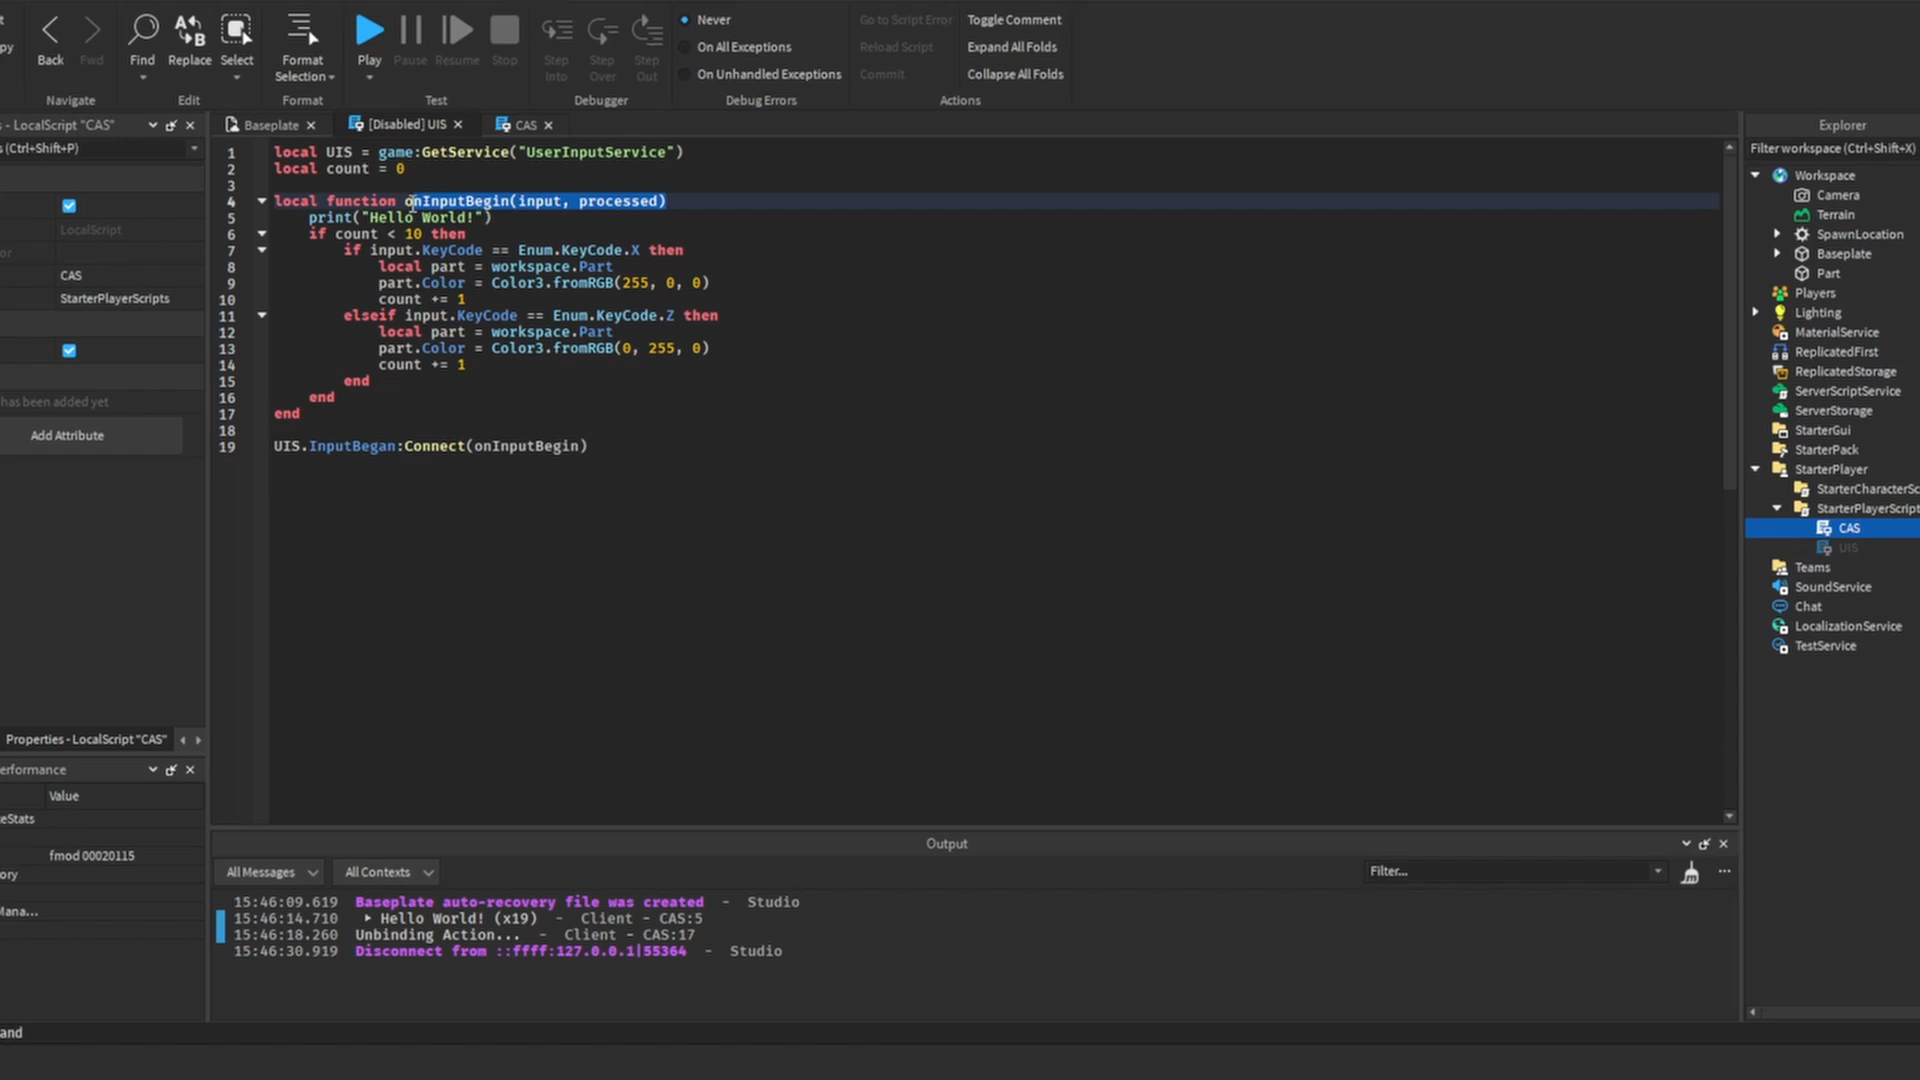 py
Back
Fwd
Find
Replace
Select
Format
Selection
Play
Pause
Resume
Stop
Step
Into
Step
Over
Step
Out
Never
On All Exceptions
On Unhandled Exceptions
Go to Script Error
Reload Script
Commit
Toggle Comment
Expand All Folds
Collapse All Folds
Navigate
Edit
Format
Test
Debugger
Debug Errors
Actions
s - LocalScript "CAS"
s (Ctrl+Shift+P)
LocalScript
or
CAS
StarterPlayerScripts
has been added yet
Add Attribute
Properties - LocalScript "CAS"
erformance
Value
eStats
fmod 00020115
ory
Mana...
and
Baseplate
[Disabled] UIS
CAS
1 local UIS = game:GetService("UserInputService")
2 local count = 0
3
4 local function onInputBegin(input, processed)
5 print("Hello World!")
6 if count < 10 then
7 if input.KeyCode == Enum.KeyCode.X then
8 local part = workspace.Part
9 part.Color = Color3.fromRGB(255, 0, 0)
10 count += 1
11 elseif input.KeyCode == Enum.KeyCode.Z then
12 local part = workspace.Part
13 part.Color = Color3.fromRGB(0, 255, 0)
14 count += 1
15 end
16 end
17 end
18
19 UIS.InputBegan:Connect(onInputBegin)
Output
All Messages
All Contexts
Filter...
15:46:09.619 Baseplate auto-recovery file was created - Studio
15:46:14.710 Hello World! (x19) - Client - CAS:5
15:46:18.260 Unbinding Action... - Client - CAS:17
15:46:30.919 Disconnect from ::ffff:127.0.0.1|55364 - Studio
Explorer
Filter workspace (Ctrl+Shift+X)
Workspace
Camera
Terrain
SpawnLocation
Baseplate
Part
Players
Lighting
MaterialService
ReplicatedFirst
ReplicatedStorage
ServerScriptService
ServerStorage
StarterGui
StarterPack
StarterPlayer
StarterCharacterSc
StarterPlayerScript
CAS
UIS
Teams
SoundService
Chat
LocalizationService
TestService